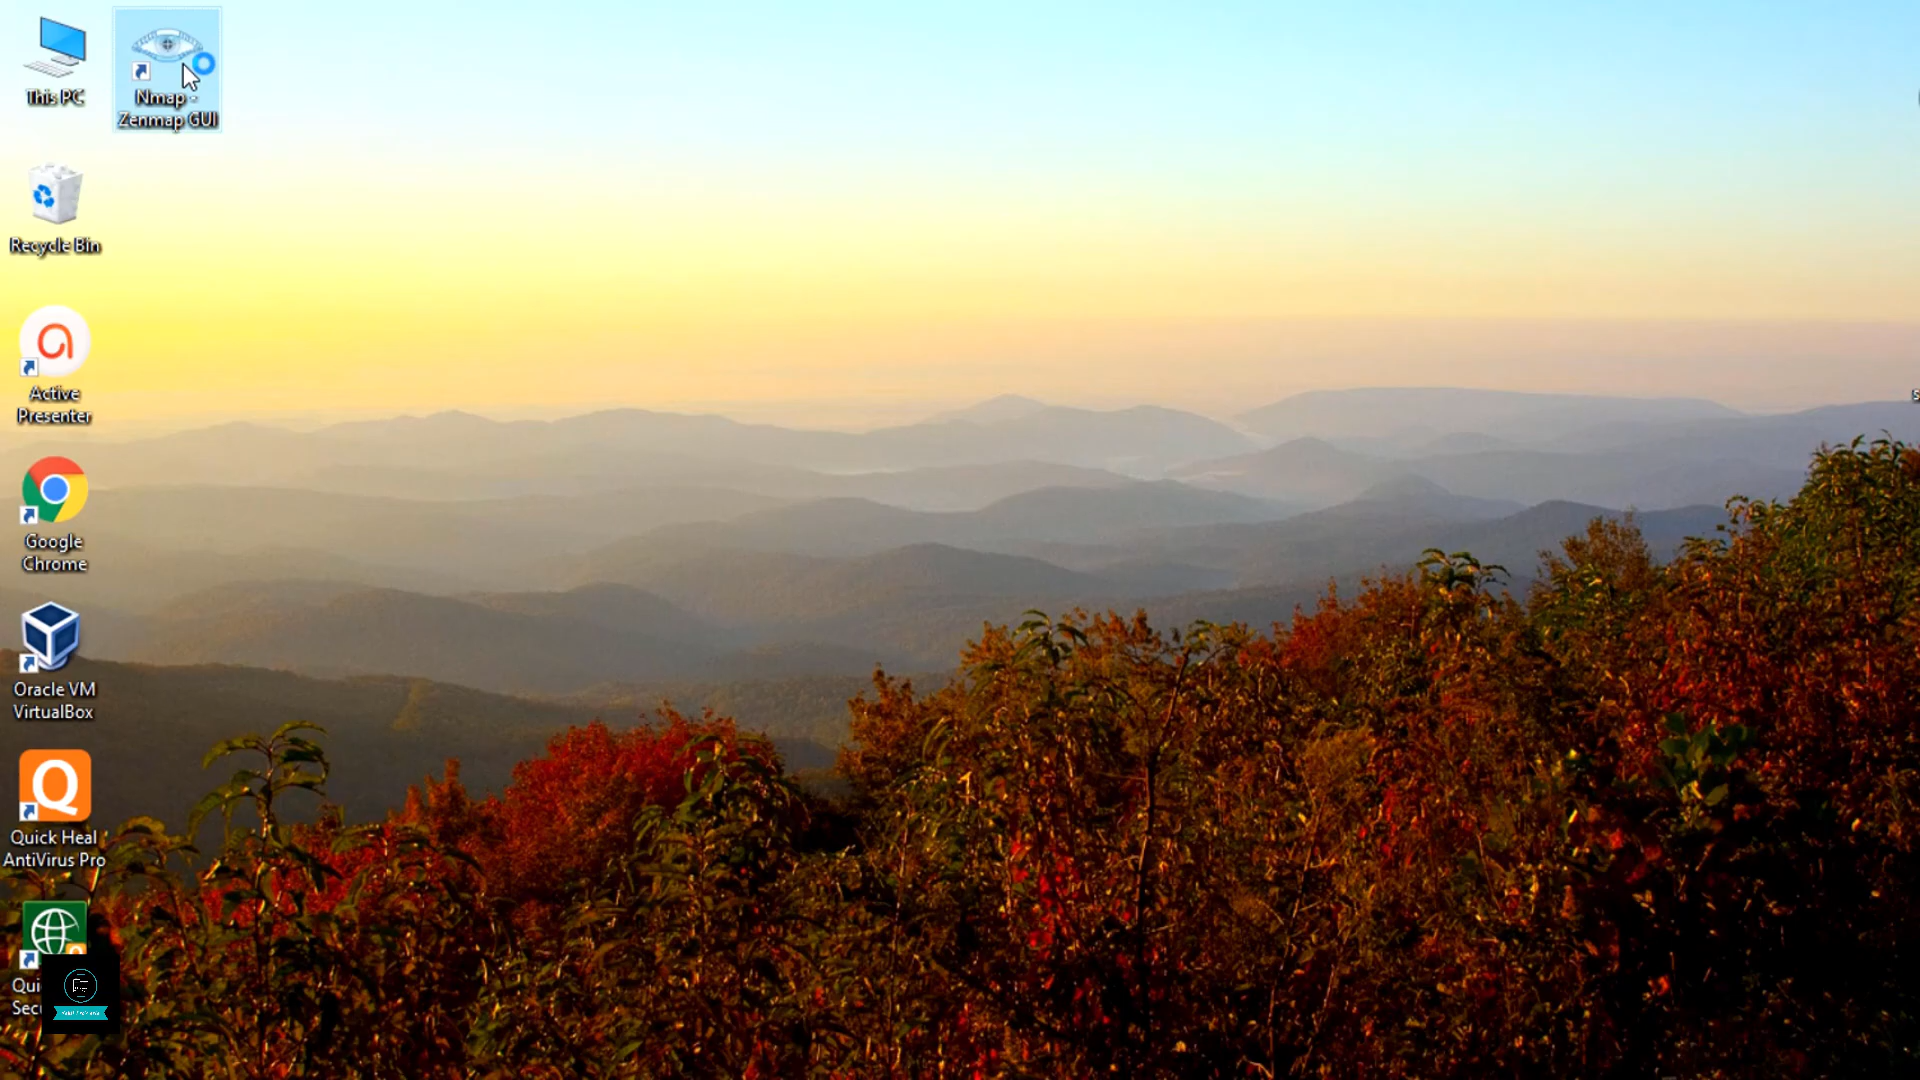 This PC
Nmap -
Zenmap GUI
Recycle Bin
Active
Presenter
Google
Chrome
Oracle VM
VirtualBox
Quick Heal
AntiVirus Pro
Qui
Secu